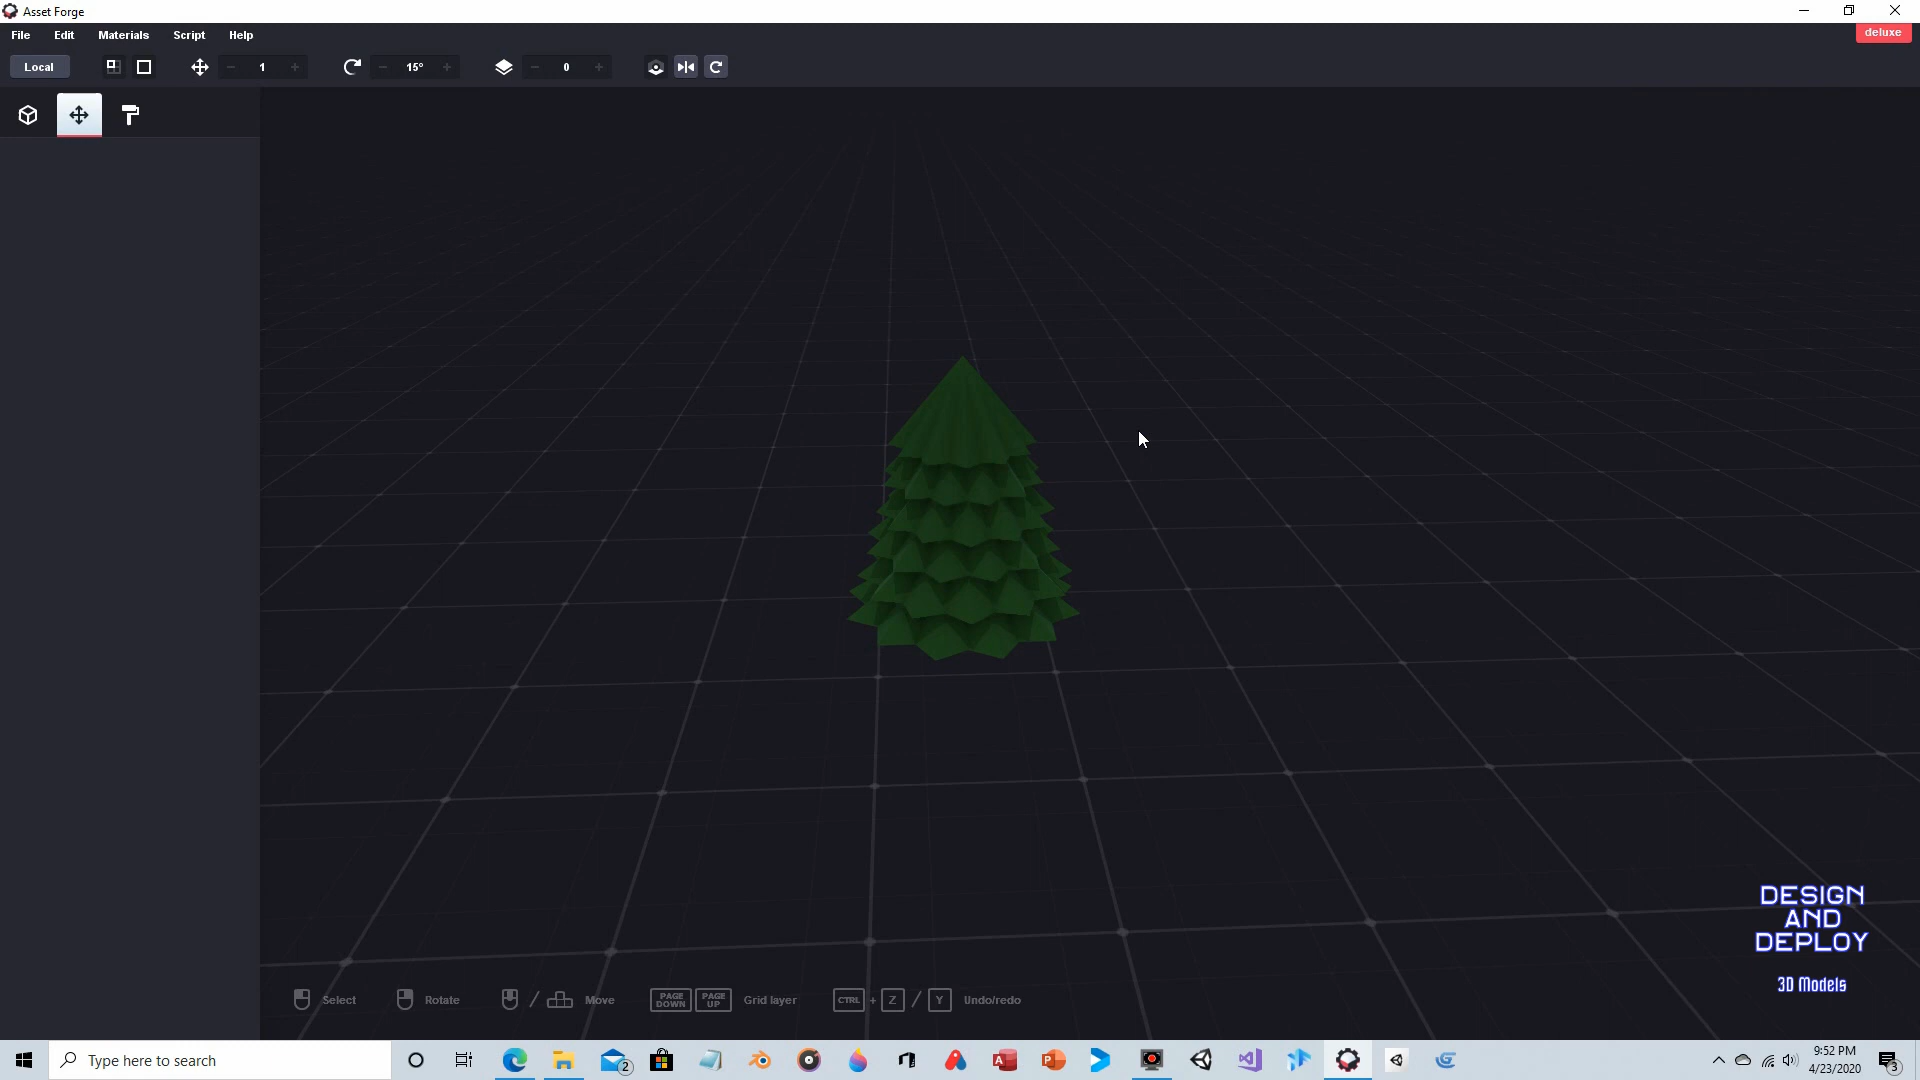 Asset Forge
File Edit Materials Script Help
deluxe
Local 1 15° 0
DESIGN
AND
DEPLOY
3D Models
Select Rotate / Move PAGE DOWN PAGE UP Grid layer CTRL + Z / Y Undo/redo
Type here to search
2
9:52 PM
4/23/2020
3